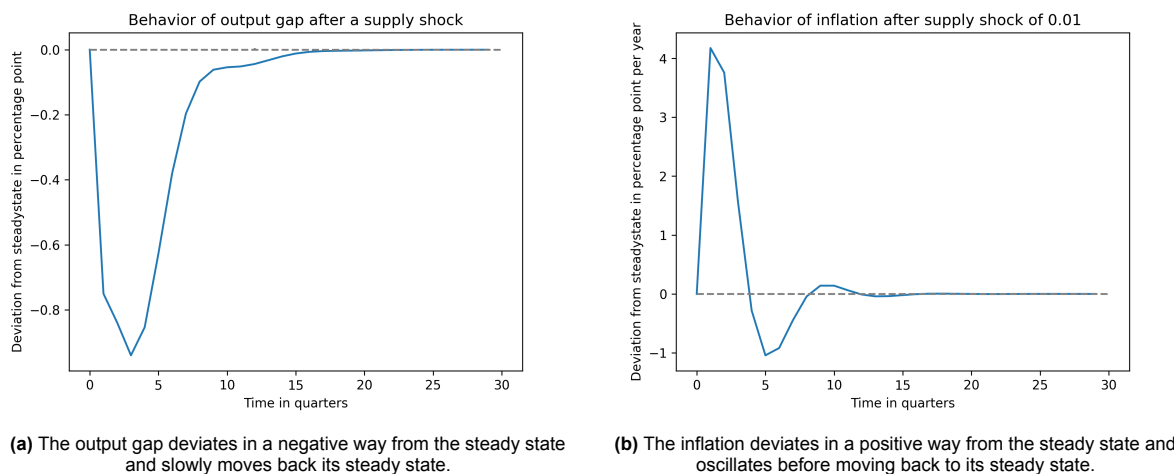 Behavior of output gap after a supply shock
Deviation from steadystate in percentage point
0.0
−0.2
−0.4
−0.6
−0.8
0
5
10
15
20
25
30
Time in quarters
(a) The output gap deviates in a negative way from the steady state
and slowly moves back its steady state.
Behavior of inflation after supply shock of 0.01
Deviation from steadystate in percentage point per year
4
3
2
1
0
−1
0
5
10
15
20
25
30
Time in quarters
(b) The inflation deviates in a positive way from the steady state and
oscillates before moving back to its steady state.